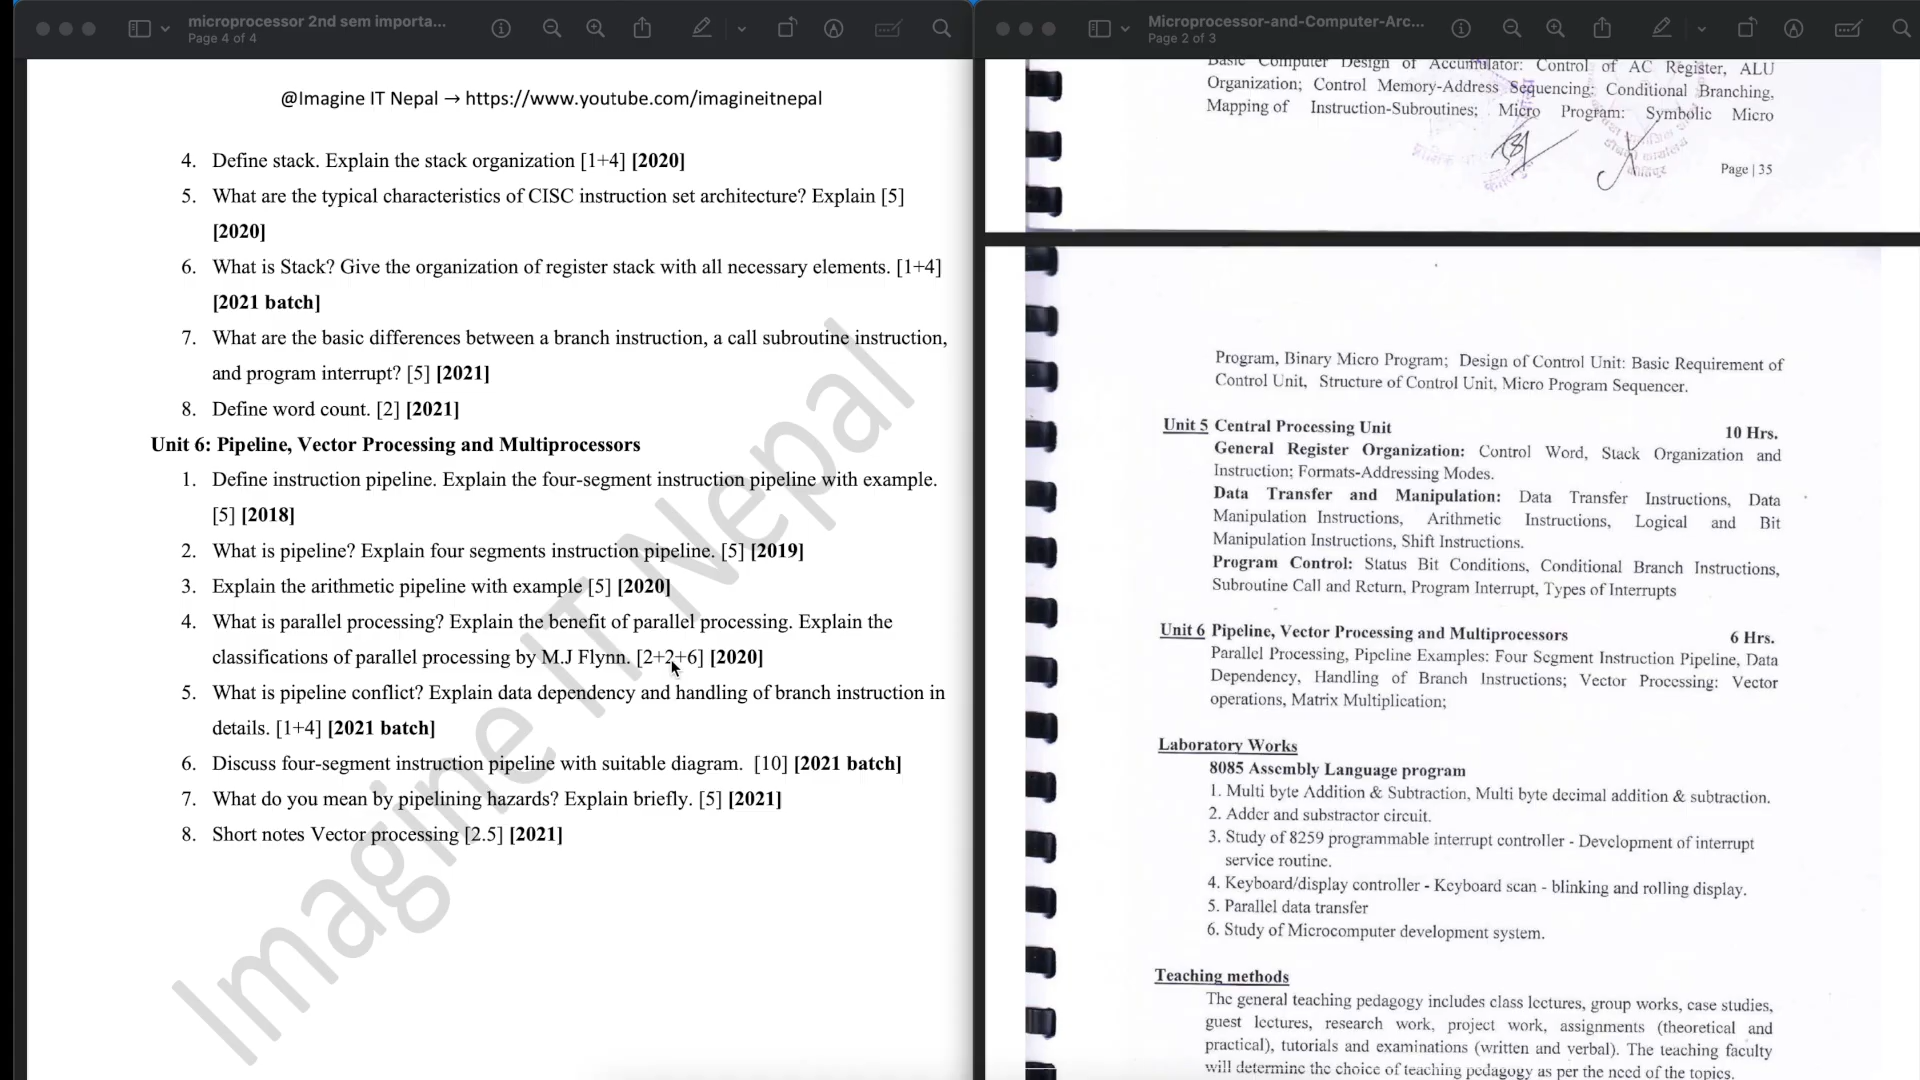 microprocessor 2nd sem importa...
Page 4 of 4
@Imagine IT Nepal → https://www.youtube.com/imagineitnepal
4. Define stack. Explain the stack organization [1+4] [2020]
5. What are the typical characteristics of CISC instruction set architecture? Explain [5]
[2020]
6. What is Stack? Give the organization of register stack with all necessary elements. [1+4]
[2021 batch]
7. What are the basic differences between a branch instruction, a call subroutine instruction,
and program interrupt? [5] [2021]
8. Define word count. [2] [2021]
Unit 6: Pipeline, Vector Processing and Multiprocessors
1. Define instruction pipeline. Explain the four-segment instruction pipeline with example.
[5] [2018]
2. What is pipeline? Explain four segments instruction pipeline. [5] [2019]
3. Explain the arithmetic pipeline with example [5] [2020]
4. What is parallel processing? Explain the benefit of parallel processing. Explain the
classifications of parallel processing by M.J Flynn. [2+2+6] [2020]
5. What is pipeline conflict? Explain data dependency and handling of branch instruction in
details. [1+4] [2021 batch]
6. Discuss four-segment instruction pipeline with suitable diagram. [10] [2021 batch]
7. What do you mean by pipelining hazards? Explain briefly. [5] [2021]
8. Short notes Vector processing [2.5] [2021]
Imagine IT Nepal
Microprocessor-and-Computer-Arc...
Page 2 of 3
Basic Computer Design of Accumulator: Control of AC Register, ALU
Organization; Control Memory-Address Sequencing: Conditional Branching,
Mapping of Instruction-Subroutines; Micro Program: Symbolic Micro
Page | 35
Program, Binary Micro Program; Design of Control Unit: Basic Requirement of
Control Unit, Structure of Control Unit, Micro Program Sequencer.
Unit 5 Central Processing Unit 10 Hrs.
General Register Organization: Control Word, Stack Organization and
Instruction; Formats-Addressing Modes.
Data Transfer and Manipulation: Data Transfer Instructions, Data
Manipulation Instructions, Arithmetic Instructions, Logical and Bit
Manipulation Instructions, Shift Instructions.
Program Control: Status Bit Conditions, Conditional Branch Instructions,
Subroutine Call and Return, Program Interrupt, Types of Interrupts
Unit 6 Pipeline, Vector Processing and Multiprocessors 6 Hrs.
Parallel Processing, Pipeline Examples: Four Segment Instruction Pipeline, Data
Dependency, Handling of Branch Instructions; Vector Processing: Vector
operations, Matrix Multiplication;
Laboratory Works
8085 Assembly Language program
1. Multi byte Addition & Subtraction, Multi byte decimal addition & subtraction.
2. Adder and substractor circuit.
3. Study of 8259 programmable interrupt controller - Development of interrupt
service routine.
4. Keyboard/display controller - Keyboard scan - blinking and rolling display.
5. Parallel data transfer
6. Study of Microcomputer development system.
Teaching methods
The general teaching pedagogy includes class lectures, group works, case studies,
guest lectures, research work, project work, assignments (theoretical and
practical), tutorials and examinations (written and verbal). The teaching faculty
will determine the choice of teaching pedagogy as per the need of the topics.